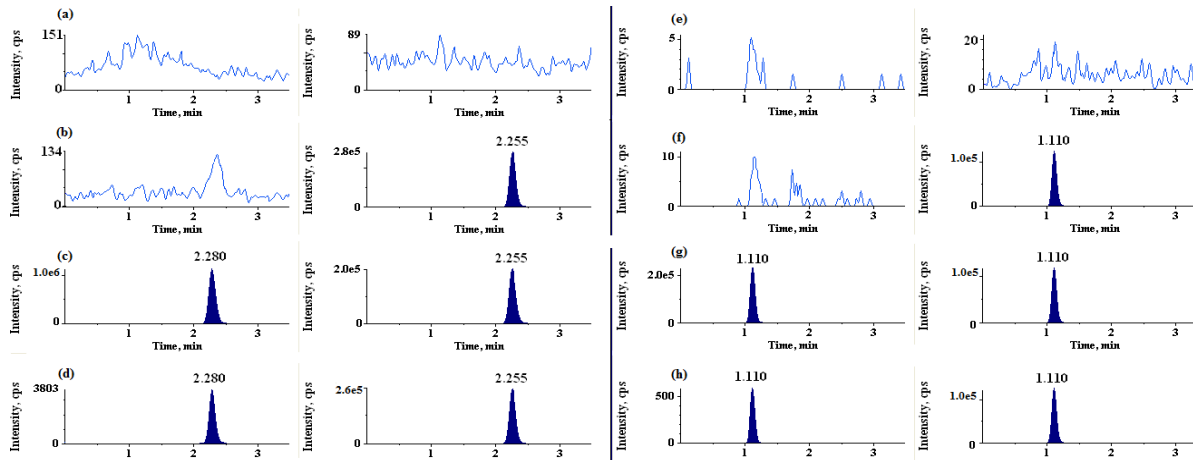 (a)
Intensity, cps
151
0
1
2
3
Time, min
Intensity, cps
89
0
1
2
3
Time, min
(e)
Intensity, cps
5
0
1
2
3
Time, min
Intensity, cps
20
0
1
2
3
Time, min
(b)
Intensity, cps
134
0
1
2
3
Time, min
2.255
Intensity, cps
2.8e5
0
1
2
3
Time, min
(f)
Intensity, cps
10
0
1
2
3
Time, min
1.110
Intensity, cps
1.0e5
0
1
2
3
Time, min
(c)
2.280
Intensity, cps
1.0e6
0
1
2
3
Time, min
2.255
Intensity, cps
2.0e5
0
1
2
3
Time, min
(g)
1.110
Intensity, cps
2.0e5
0
1
2
3
Time, min
1.110
Intensity, cps
1.0e5
0
1
2
3
Time, min
(d)
2.280
Intensity, cps
3803
0
1
2
3
Time, min
2.255
Intensity, cps
2.6e5
0
1
2
3
Time, min
(h)
1.110
Intensity, cps
500
0
1
2
3
Time, min
1.110
Intensity, cps
1.0e5
0
1
2
3
Time, min